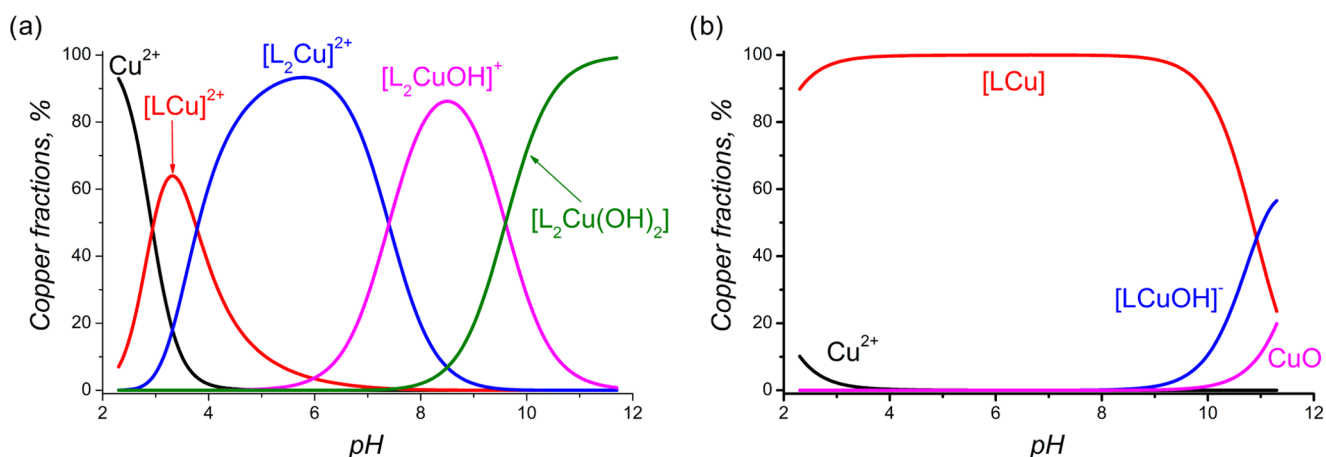 (a)
Copper fractions, %
100
80
60
40
20
0
2 4 6 8 10 12
pH
Cu²⁺
[LCu]²⁺
[L₂Cu]²⁺
[L₂CuOH]⁺
[L₂Cu(OH)₂]
(b)
Copper fractions, %
100
80
60
40
20
0
2 4 6 8 10 12
pH
[LCu]
[LCuOH]⁻
Cu²⁺
CuO